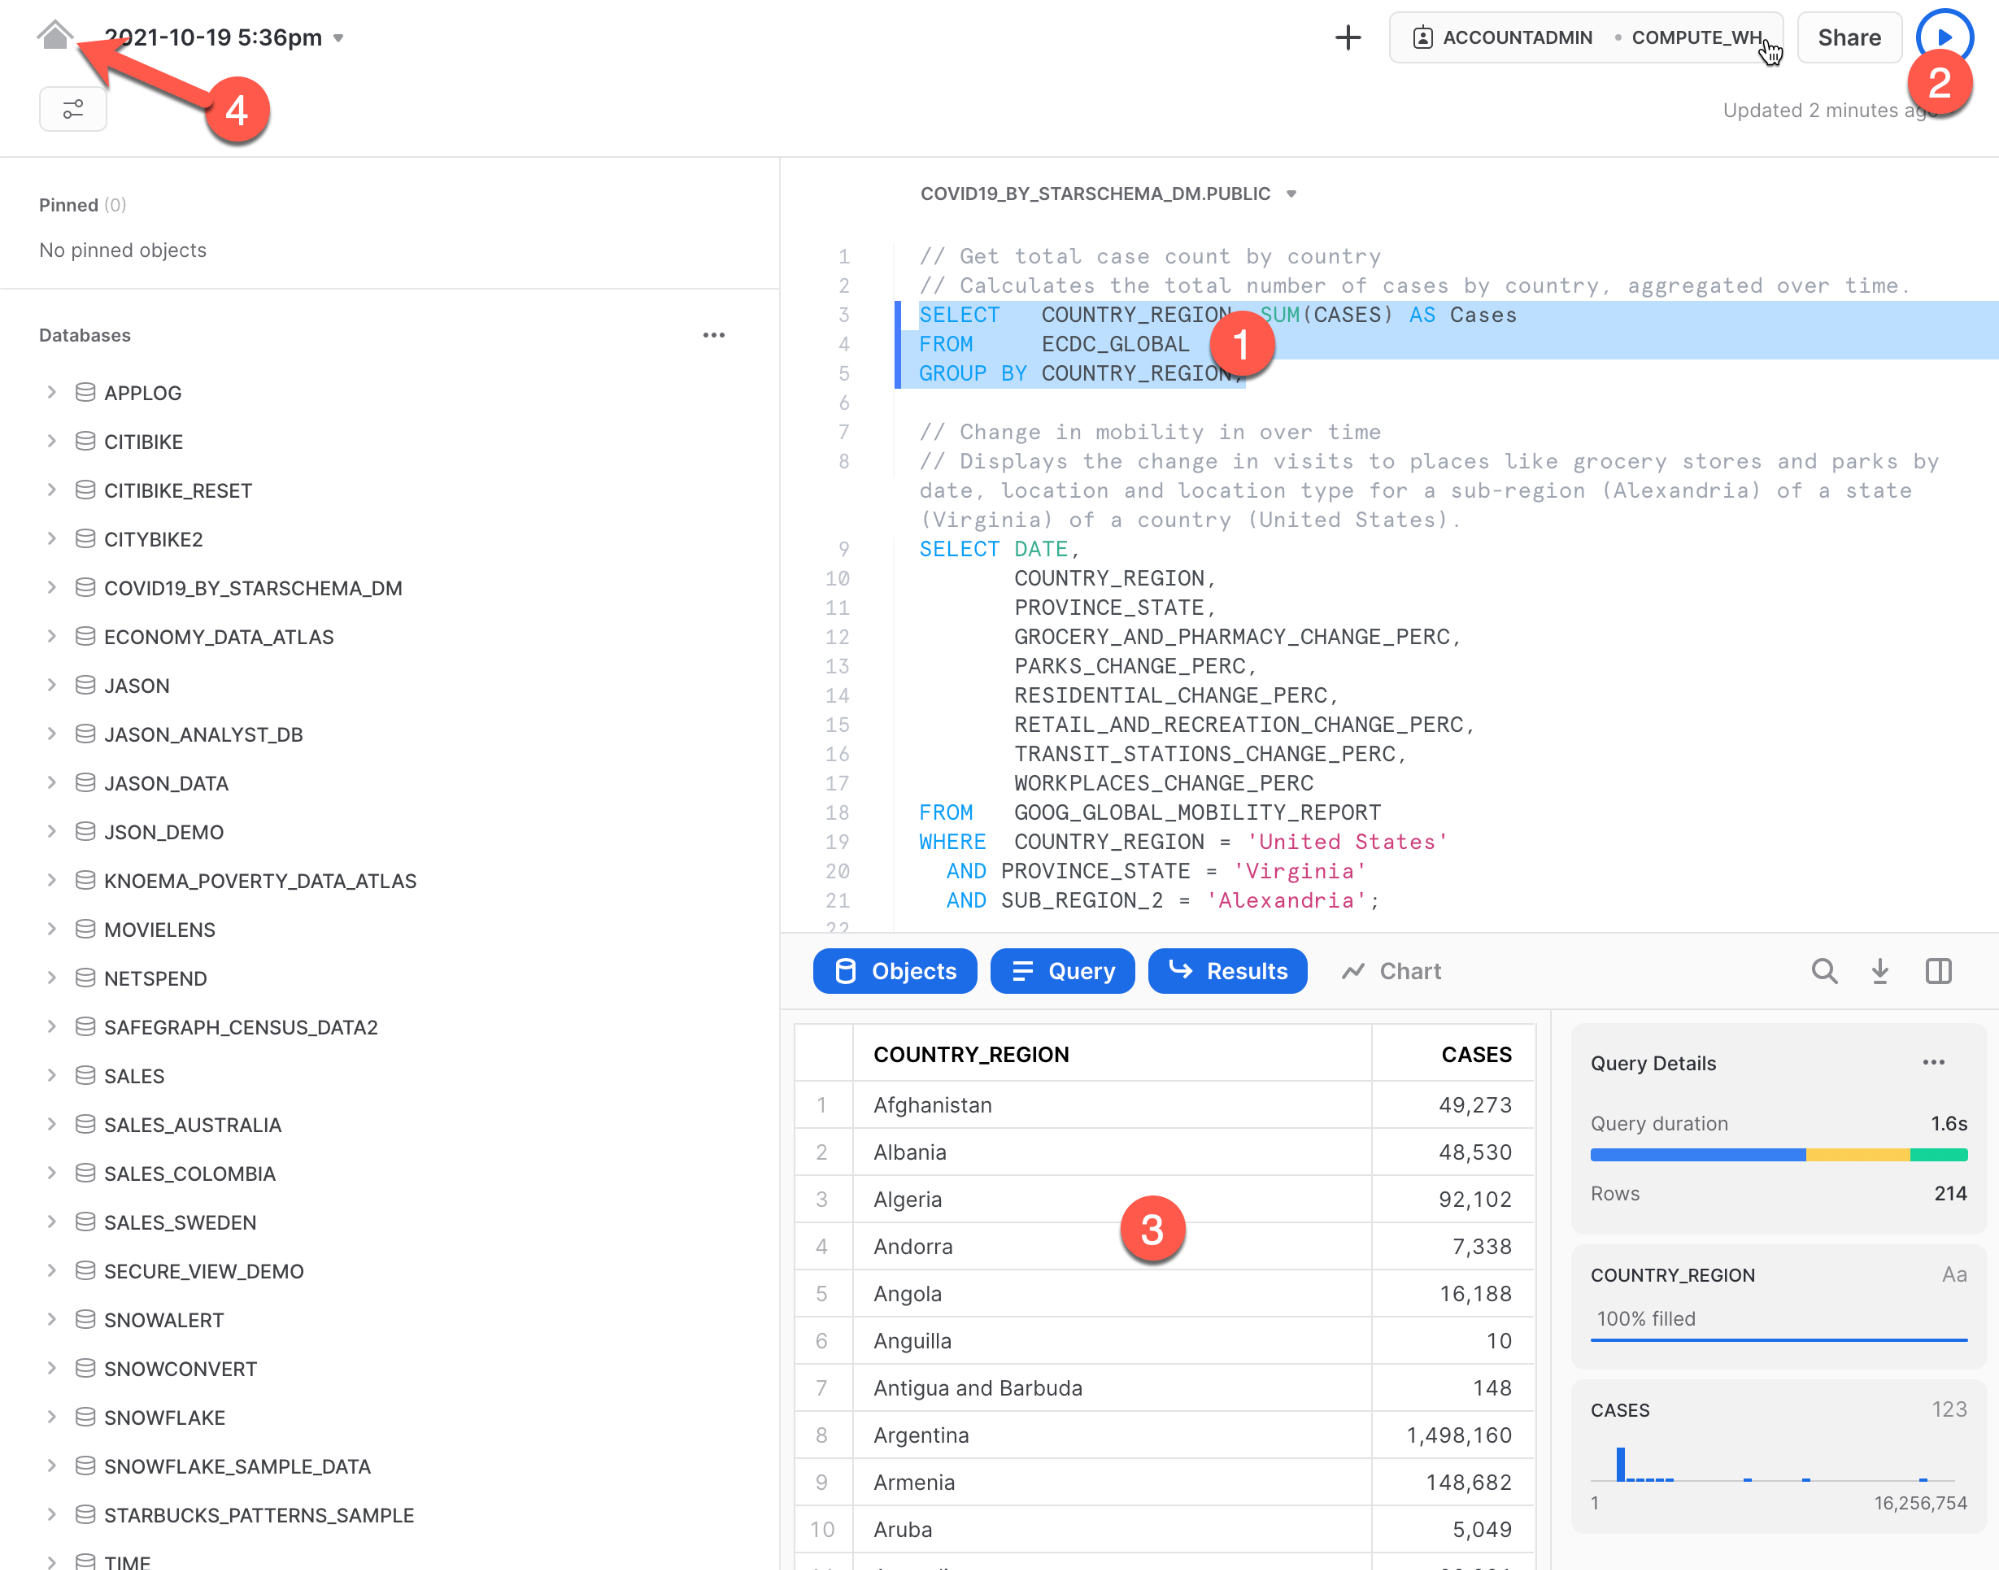 2021-10-19 5:36pm
ACCOUNTADMIN • COMPUTE_WH
Share
2
4
Updated 2 minutes ago
Pinned (0)
No pinned objects
Databases
APPLOG
CITIBIKE
CITIBIKE_RESET
CITYBIKE2
COVID19_BY_STARSCHEMA_DM
ECONOMY_DATA_ATLAS
JASON
JASON_ANALYST_DB
JASON_DATA
JSON_DEMO
KNOEMA_POVERTY_DATA_ATLAS
MOVIELENS
NETSPEND
SAFEGRAPH_CENSUS_DATA2
SALES
SALES_AUSTRALIA
SALES_COLOMBIA
SALES_SWEDEN
SECURE_VIEW_DEMO
SNOWALERT
SNOWCONVERT
SNOWFLAKE
SNOWFLAKE_SAMPLE_DATA
STARBUCKS_PATTERNS_SAMPLE
TIME
COVID19_BY_STARSCHEMA_DM.PUBLIC
1 // Get total case count by country
2 // Calculates the total number of cases by country, aggregated over time.
3 SELECT COUNTRY_REGION SUM(CASES) AS Cases
4 FROM ECDC_GLOBAL
1
5 GROUP BY COUNTRY_REGION;
6
7 // Change in mobility in over time
8 // Displays the change in visits to places like grocery stores and parks by
date, location and location type for a sub-region (Alexandria) of a state
(Virginia) of a country (United States).
9 SELECT DATE,
10 COUNTRY_REGION,
11 PROVINCE_STATE,
12 GROCERY_AND_PHARMACY_CHANGE_PERC,
13 PARKS_CHANGE_PERC,
14 RESIDENTIAL_CHANGE_PERC,
15 RETAIL_AND_RECREATION_CHANGE_PERC,
16 TRANSIT_STATIONS_CHANGE_PERC,
17 WORKPLACES_CHANGE_PERC
18 FROM GOOG_GLOBAL_MOBILITY_REPORT
19 WHERE COUNTRY_REGION = 'United States'
20 AND PROVINCE_STATE = 'Virginia'
21 AND SUB_REGION_2 = 'Alexandria';
22
Objects Query Results Chart
COUNTRY_REGION CASES
1 Afghanistan 49,273
2 Albania 48,530
3 Algeria 92,102
3
4 Andorra 7,338
5 Angola 16,188
6 Anguilla 10
7 Antigua and Barbuda 148
8 Argentina 1,498,160
9 Armenia 148,682
10 Aruba 5,049
Query Details
Query duration 1.6s
Rows 214
COUNTRY_REGION Aa
100% filled
CASES 123
1 16,256,754